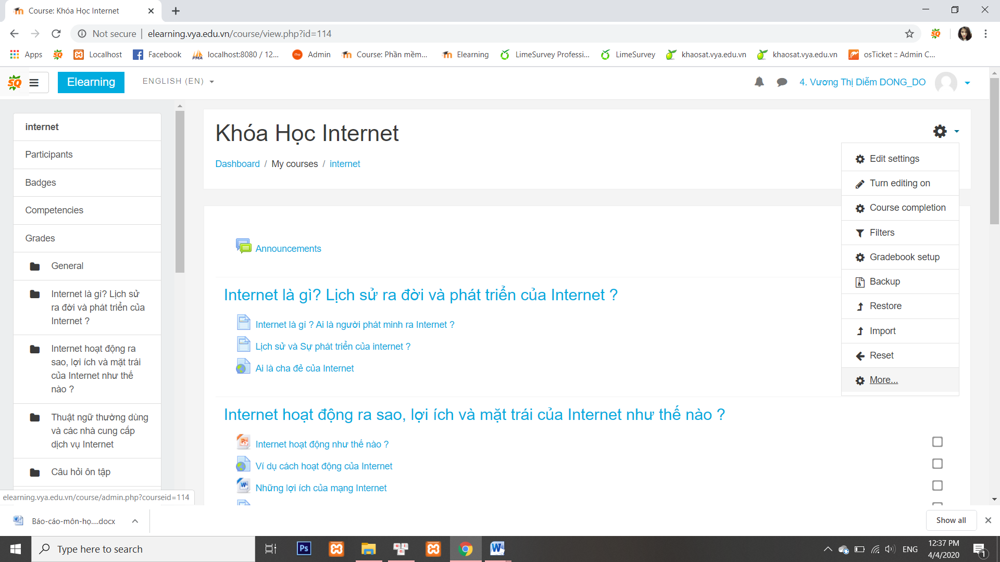 Course: Khóa Học Internet
Not secure | elearning.vya.edu.vn/course/view.php?id=114
Apps
SQ
Localhost
Facebook
localhost:8080 / 12...
Admin
Course: Phần mềm...
Elearning
LimeSurvey Professi...
LimeSurvey
khaosat.vya.edu.vn
khaosat.vya.edu.vn
osTicket :: Admin C...
SQ
Elearning
ENGLISH (EN)
4. Vương Thị Diễm DONG_DO
internet
Participants
Badges
Competencies
Grades
General
Internet là gì? Lịch sử
ra đời và phát triển của
Internet ?
Internet hoạt động ra
sao, lợi ích và mặt trái
của Internet như thế
nào ?
Thuật ngữ thường dùng
và các nhà cung cấp
dịch vụ Internet
Câu hỏi ôn tập
Khóa Học Internet
Dashboard / My courses / internet
Edit settings
Turn editing on
Course completion
Filters
Gradebook setup
Backup
Restore
Import
Reset
More...
Announcements
Internet là gì? Lịch sử ra đời và phát triển của Internet ?
Internet là gì ? Ai là người phát minh ra Internet ?
Lịch sử và Sự phát triển của internet ?
Ai là cha đẻ của Internet
Internet hoạt động ra sao, lợi ích và mặt trái của Internet như thế nào ?
Internet hoạt động như thế nào ?
Ví dụ cách hoạt động của Internet
Những lợi ích của mạng Internet
elearning.vya.edu.vn/course/admin.php?courseid=114
Báo-cáo-môn-họ....docx
Show all
Type here to search
Ps
ENG
12:37 PM
4/4/2020
1